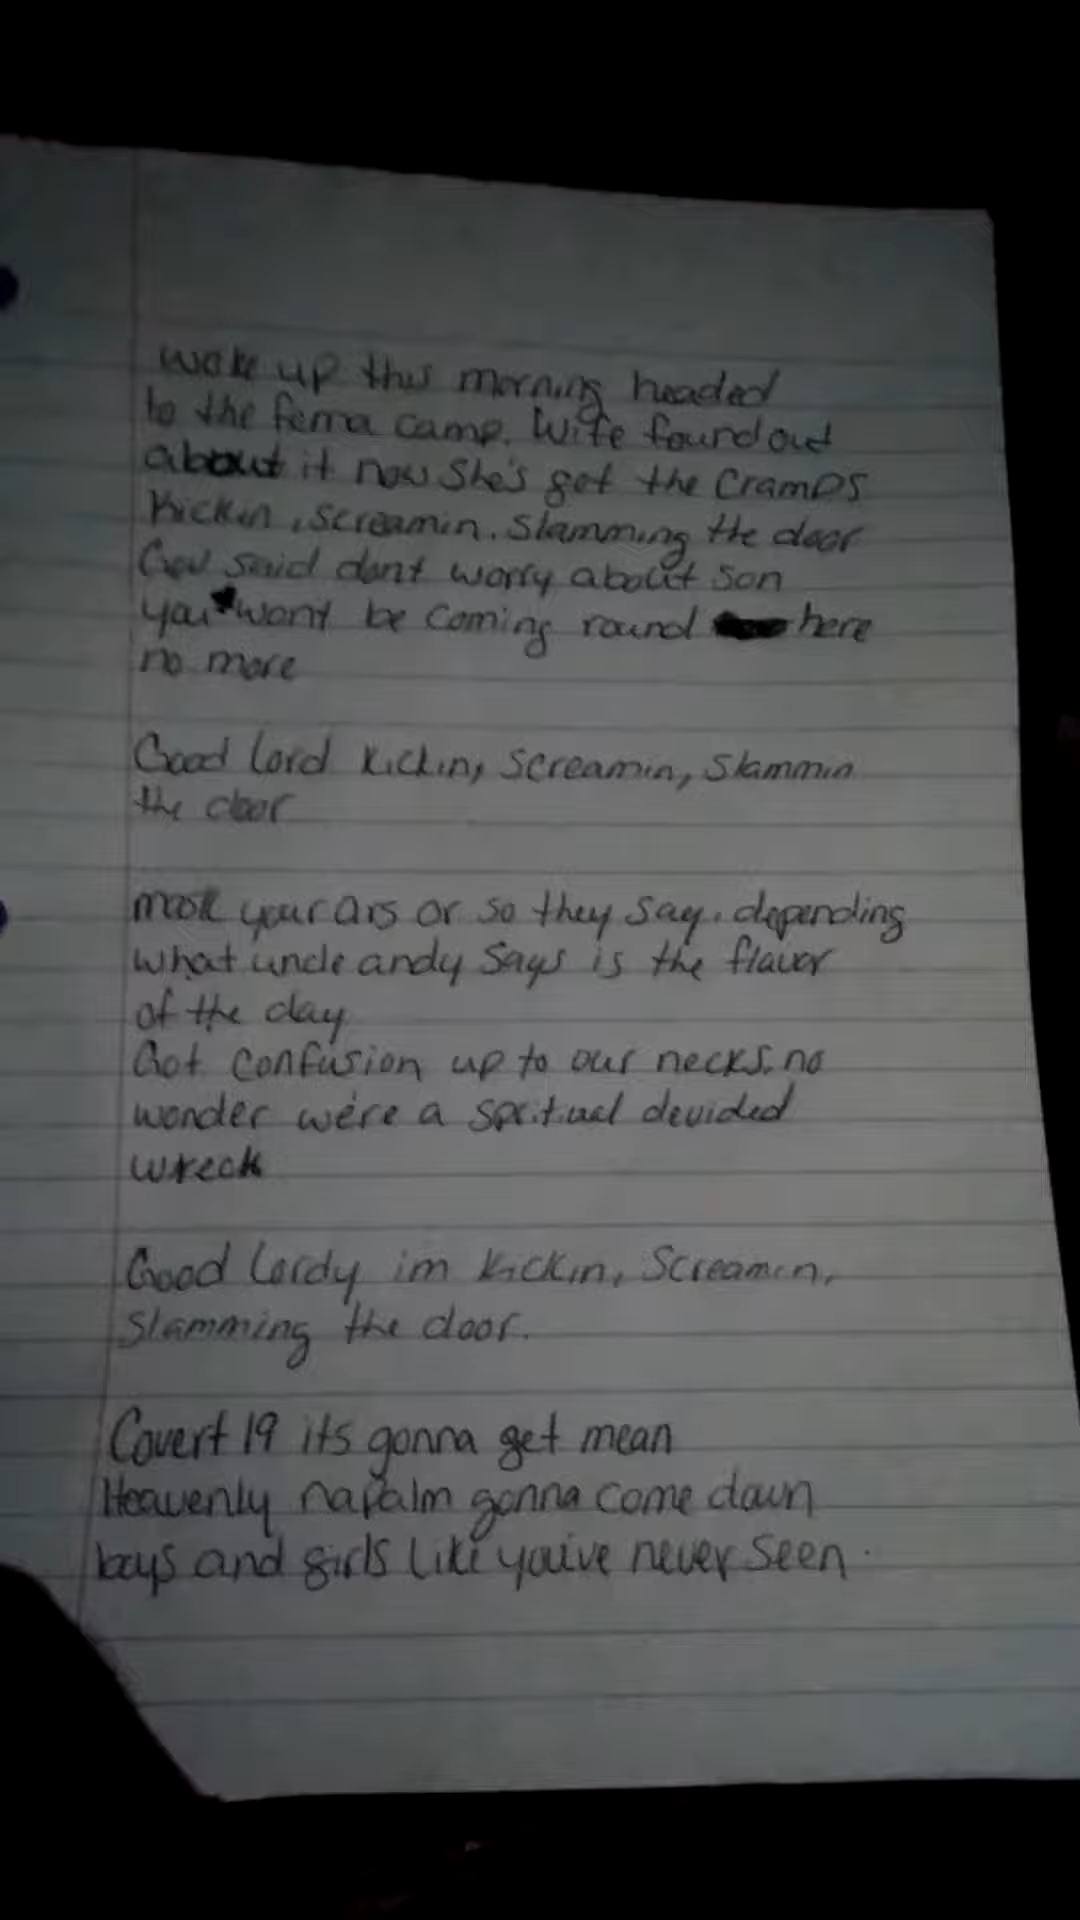 woke up this morning headed
to the fema camp. Wife found out
about it now She's got the Cramps
Kickin, screamin. Slamming the door
Gov said dont worry about son
you wont be coming round here
no more
Good lord kickin, Screamin, Slammin
the door
mask your ars or so they say. depending
what uncle andy Says is the flavor
of the day
Got confusion up to our necks. no
wonder we're a spritual devided
wreck
Good Lordy im kickin, Screamin,
Slamming the door.
Covert 19 its gonna get mean
Heavenly napalm gonna come down
boys and girls like you've never seen.